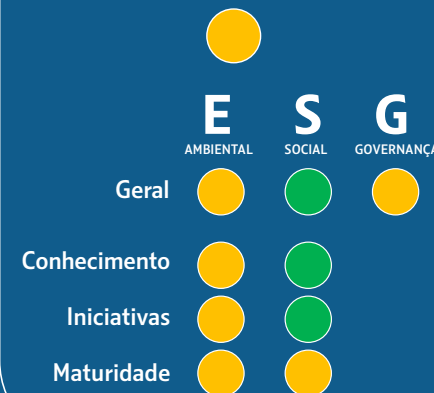 E S G
AMBIENTAL SOCIAL GOVERNANÇA
Geral
Conhecimento
Iniciativas
Maturidade